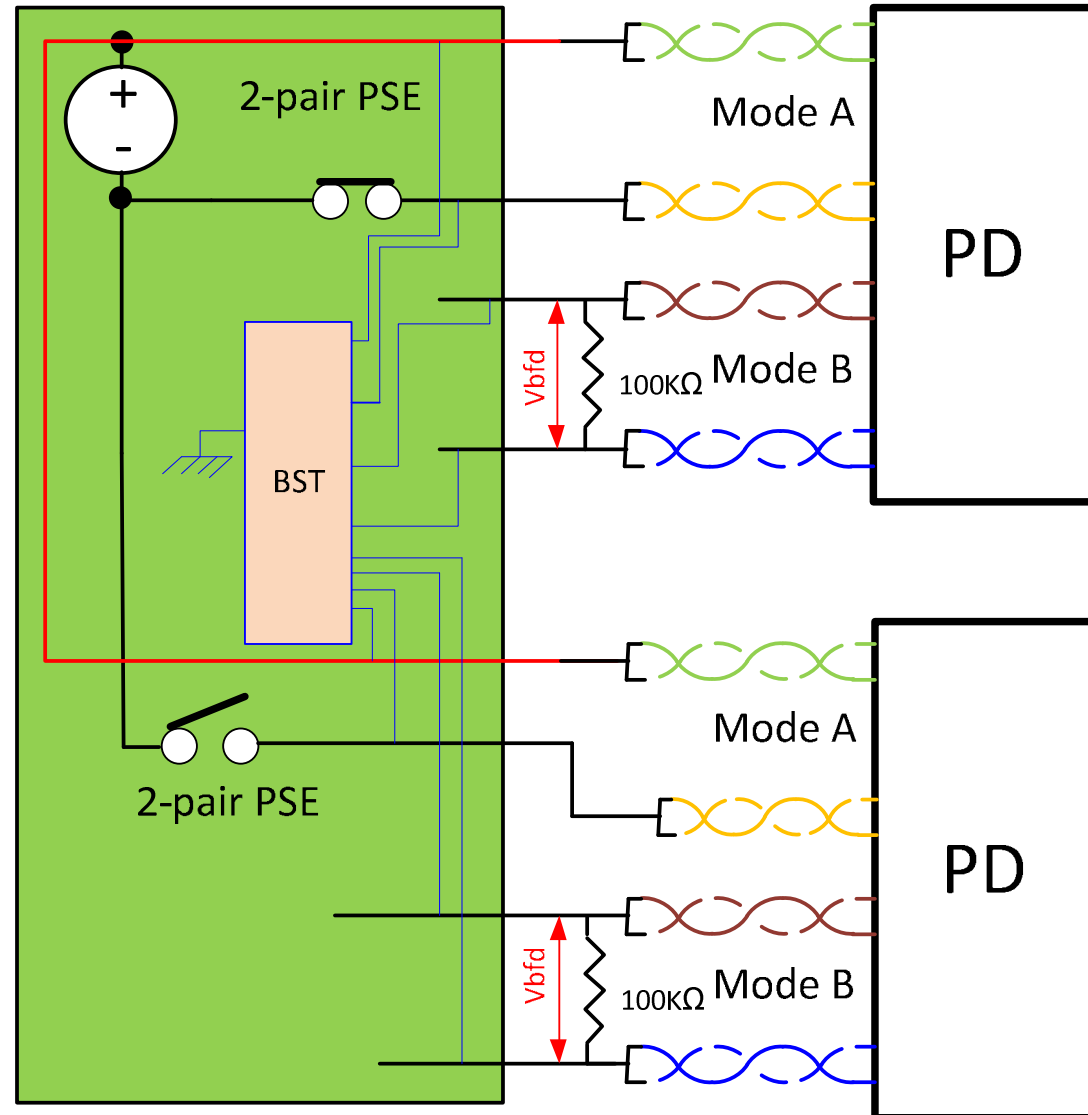 +
-
2-pair PSE
Mode A
PD
Vbfd
100KΩ
Mode B
BST
2-pair PSE
Mode A
PD
Vbfd
100KΩ
Mode B